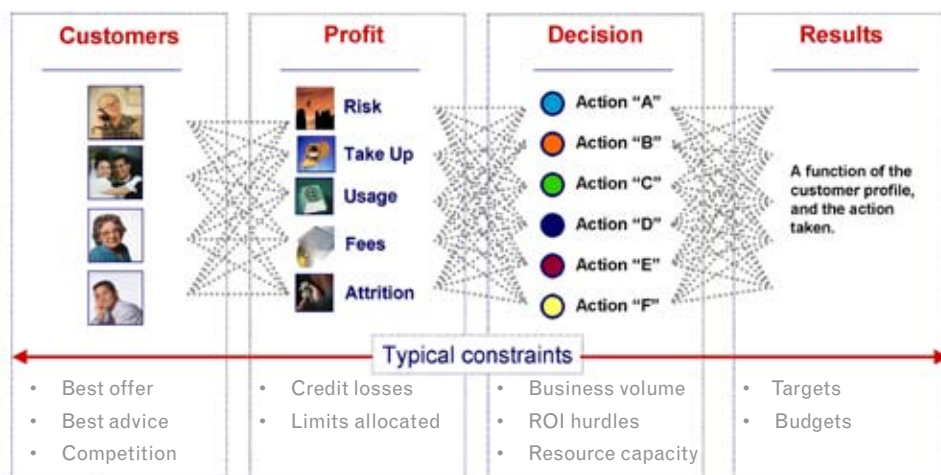 Customers
Profit
Decision
Results
Risk
Take Up
Usage
Fees
Attrition
Action “A”
Action “B”
Action “C”
Action “D”
Action “E”
Action “F”
A function of the
customer profile,
and the action
taken.
Typical constraints
• Best offer
• Best advice
• Competition
• Credit losses
• Limits allocated
• Business volume
• ROI hurdles
• Resource capacity
• Targets
• Budgets